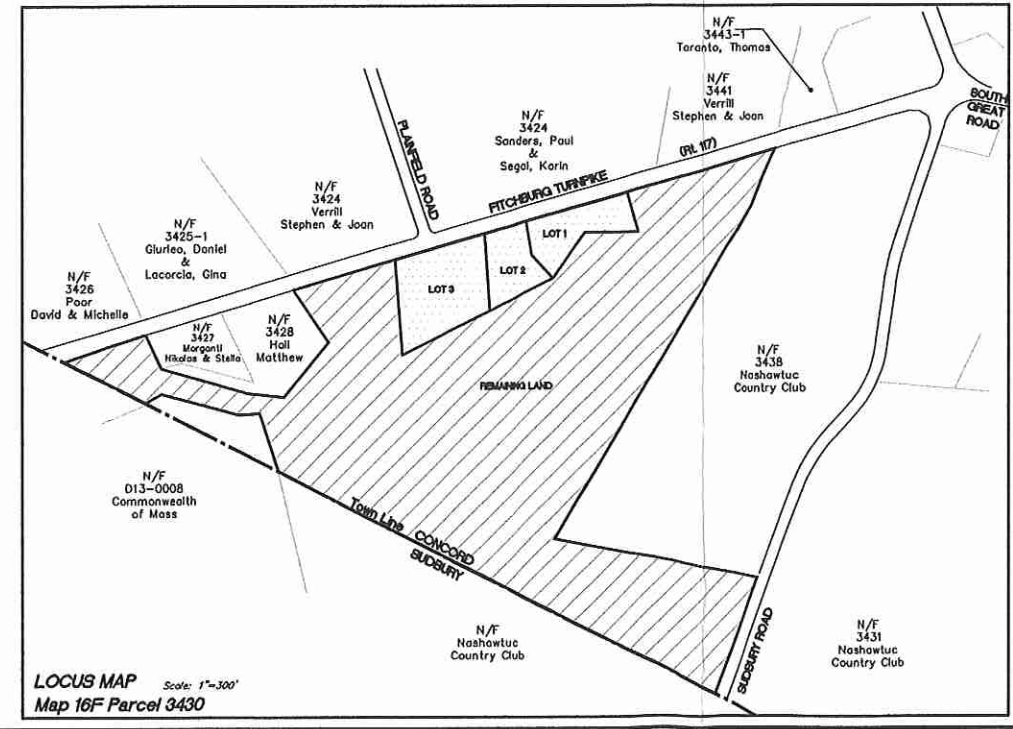 N/F
3443-1
Taranto, Thomas
N/F
3441
Verrill
Stephen & Joan
SOUTH
GREAT
ROAD
N/F
3424
Sanders, Paul
&
Segal, Karin
(Rt. 117)
PLAINFIELD ROAD
FITCHBURG TURNPIKE
N/F
3424
Verrill
Stephen & Joan
N/F
3425-1
Giurleo, Daniel
&
Lacorcia, Gina
N/F
3426
Poor
David & Michelle
LOT 1
LOT 2
LOT 3
N/F
3427
Morganti
Nikolas & Stella
N/F
3428
Hall
Matthew
REMAINING LAND
N/F
3438
Nashawtuc
Country Club
N/F
D13-0008
Commonwealth
of Mass
Town Line
CONCORD
SUDBURY
N/F
Nashawtuc
Country Club
SUDBURY ROAD
N/F
3431
Nashawtuc
Country Club
LOCUS MAP Scale: 1"=300'
Map 16F Parcel 3430